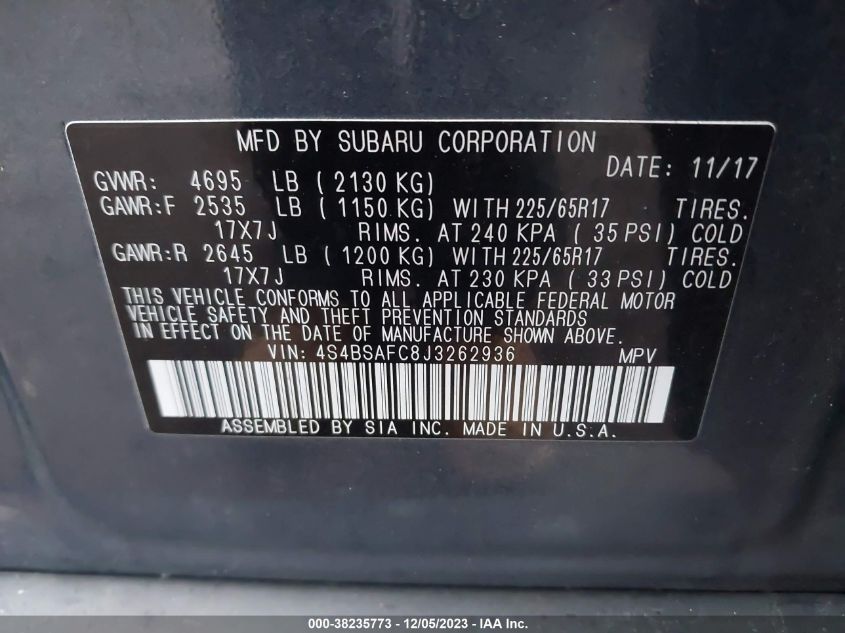 MFD BY SUBARU CORPORATION
DATE: 11/17
GVWR: 4695 LB ( 2130 KG)
GAWR:F 2535 LB ( 1150 KG) WITH 225/65R17 TIRES.
17X7J RIMS. AT 240 KPA ( 35 PSI) COLD
GAWR:R 2645 LB ( 1200 KG) WITH 225/65R17 TIRES.
17X7J RIMS. AT 230 KPA ( 33 PSI) COLD
THIS VEHICLE CONFORMS TO ALL APPLICABLE FEDERAL MOTOR
VEHICLE SAFETY AND THEFT PREVENTION STANDARDS
IN EFFECT ON THE DATE OF MANUFACTURE SHOWN ABOVE.
VIN: 4S4BSAFC8J3262936 MPV
ASSEMBLED BY SIA INC. MADE IN U.S.A.
000-38235773 - 12/05/2023 - IAA Inc.